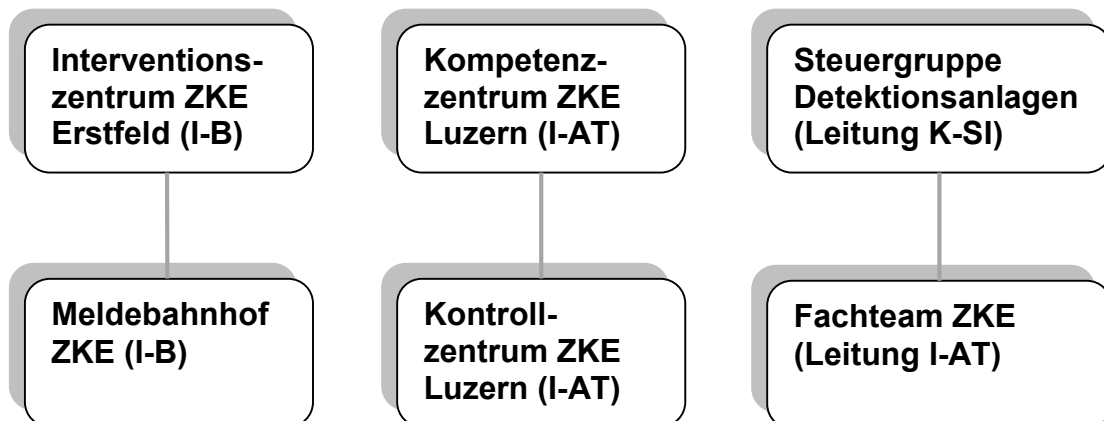 Interventions-
zentrum ZKE
Erstfeld (I-B)
Kompetenz-
zentrum ZKE
Luzern (I-AT)
Steuergruppe
Detektionsanlagen
(Leitung K-SI)
Meldebahnhof
ZKE (I-B)
Kontroll-
zentrum ZKE
Luzern (I-AT)
Fachteam ZKE
(Leitung I-AT)